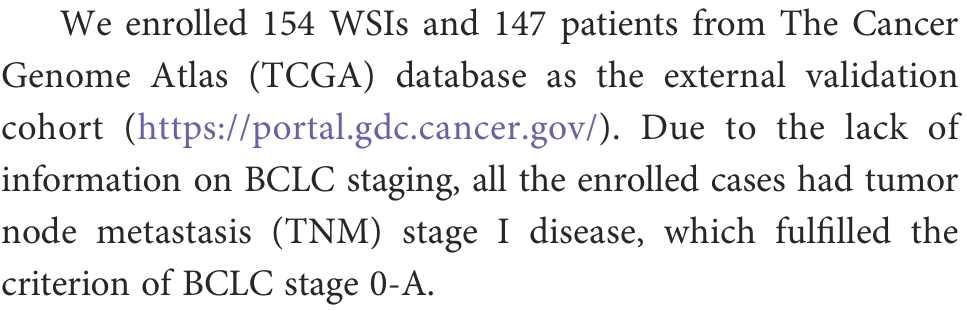 We enrolled 154 WSIs and 147 patients from The Cancer
Genome Atlas (TCGA) database as the external validation
cohort (https://portal.gdc.cancer.gov/). Due to the lack of
information on BCLC staging, all the enrolled cases had tumor
node metastasis (TNM) stage I disease, which fulfilled the
criterion of BCLC stage 0-A.